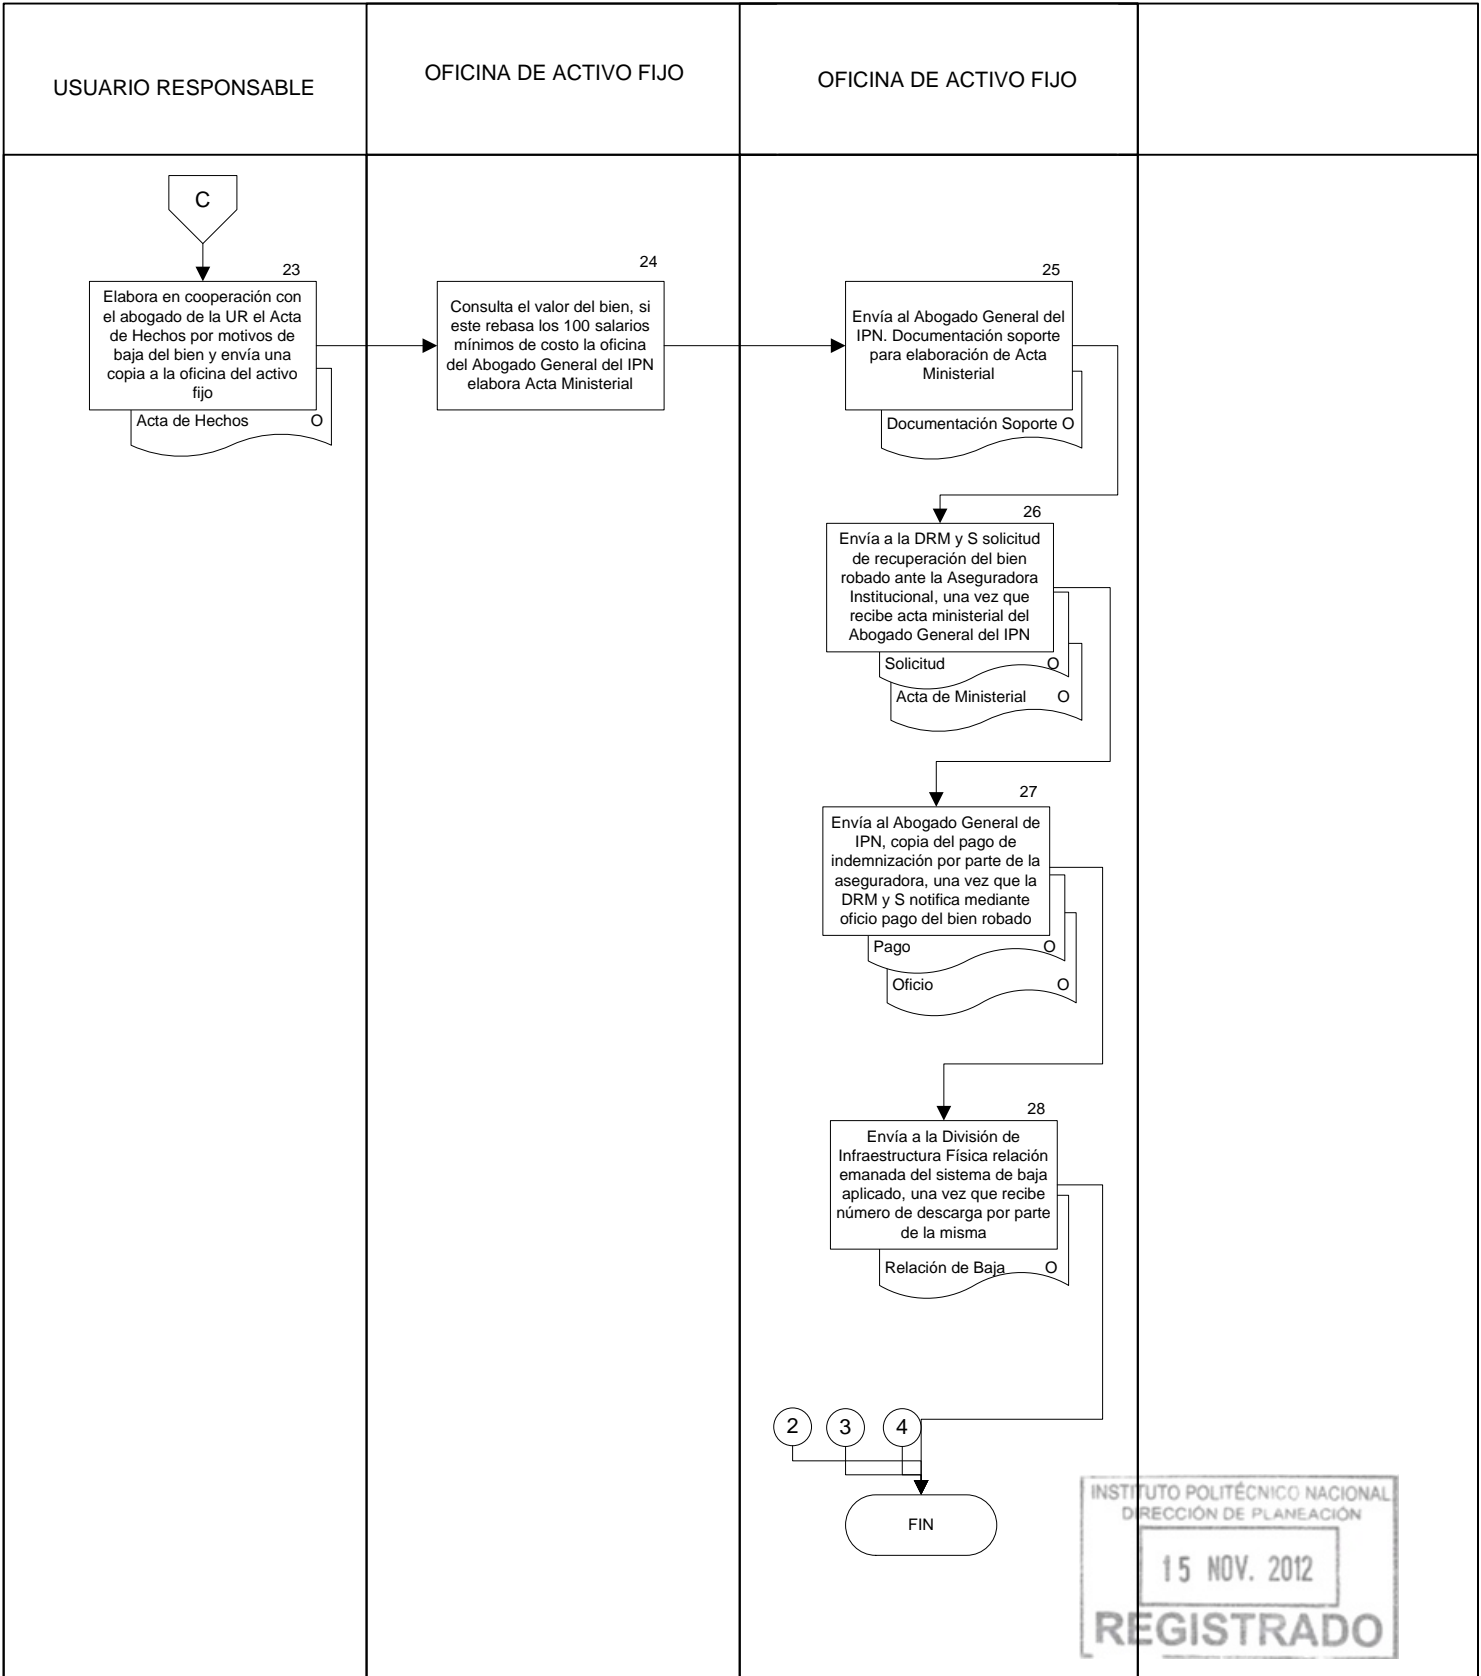 USUARIO RESPONSABLE
OFICINA DE ACTIVO FIJO
OFICINA DE ACTIVO FIJO
C
23
Elabora en cooperación con
el abogado de la UR el Acta
de Hechos por motivos de
baja del bien y envía una
copia a la oficina del activo
fijo
Acta de Hechos O
24
Consulta el valor del bien, si
este rebasa los 100 salarios
mínimos de costo la oficina
del Abogado General del IPN
elabora Acta Ministerial
25
Envía al Abogado General del
IPN. Documentación soporte
para elaboración de Acta
Ministerial
Documentación Soporte O
26
Envía a la DRM y S solicitud
de recuperación del bien
robado ante la Aseguradora
Institucional, una vez que
recibe acta ministerial del
Abogado General del IPN
Solicitud O
Acta de Ministerial O
27
Envía al Abogado General de
IPN, copia del pago de
indemnización por parte de la
aseguradora, una vez que la
DRM y S notifica mediante
oficio pago del bien robado
Pago O
Oficio O
28
Envía a la División de
Infraestructura Física relación
emanada del sistema de baja
aplicado, una vez que recibe
número de descarga por parte
de la misma
Relación de Baja O
2 3 4
FIN
INSTITUTO POLITÉCNICO NACIONAL
DIRECCIÓN DE PLANEACIÓN
15 NOV. 2012
REGISTRADO